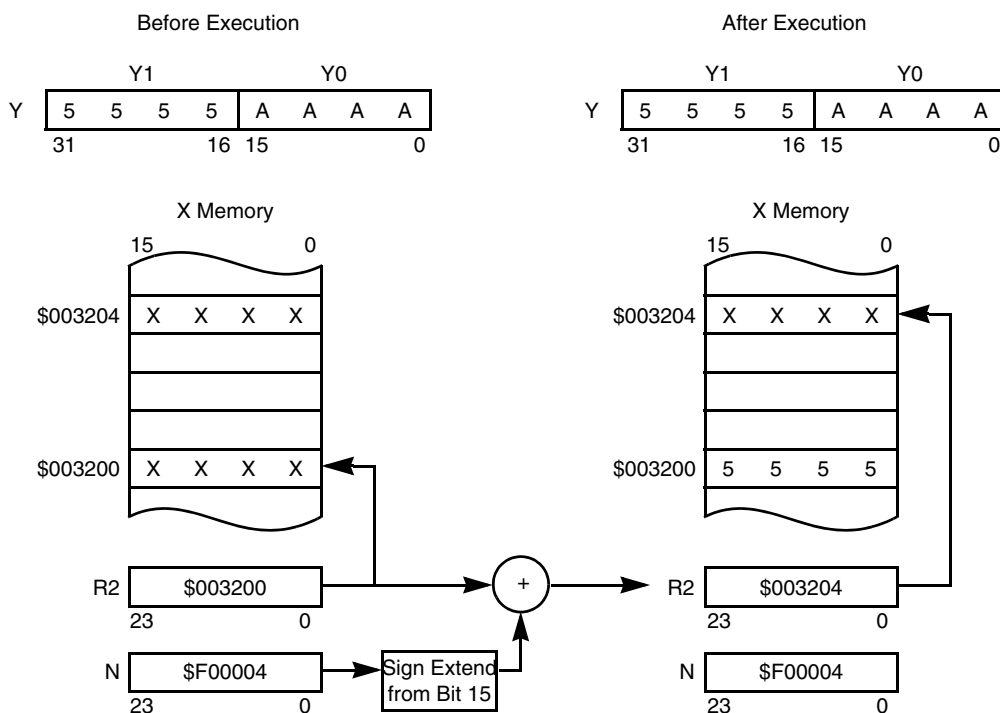 Before Execution
After Execution
Y1 Y0
Y1 Y0
Y 5 5 5 5 A A A A
Y 5 5 5 5 A A A A
31 16 15 0
31 16 15 0
X Memory
X Memory
15 0
15 0
$003204 X X X X
$003204 X X X X
$003200 X X X X
$003200 5 5 5 5
R2 $003200
+
R2 $003204
23 0
23 0
N $F00004
Sign Extend
from Bit 15
N $F00004
23 0
23 0